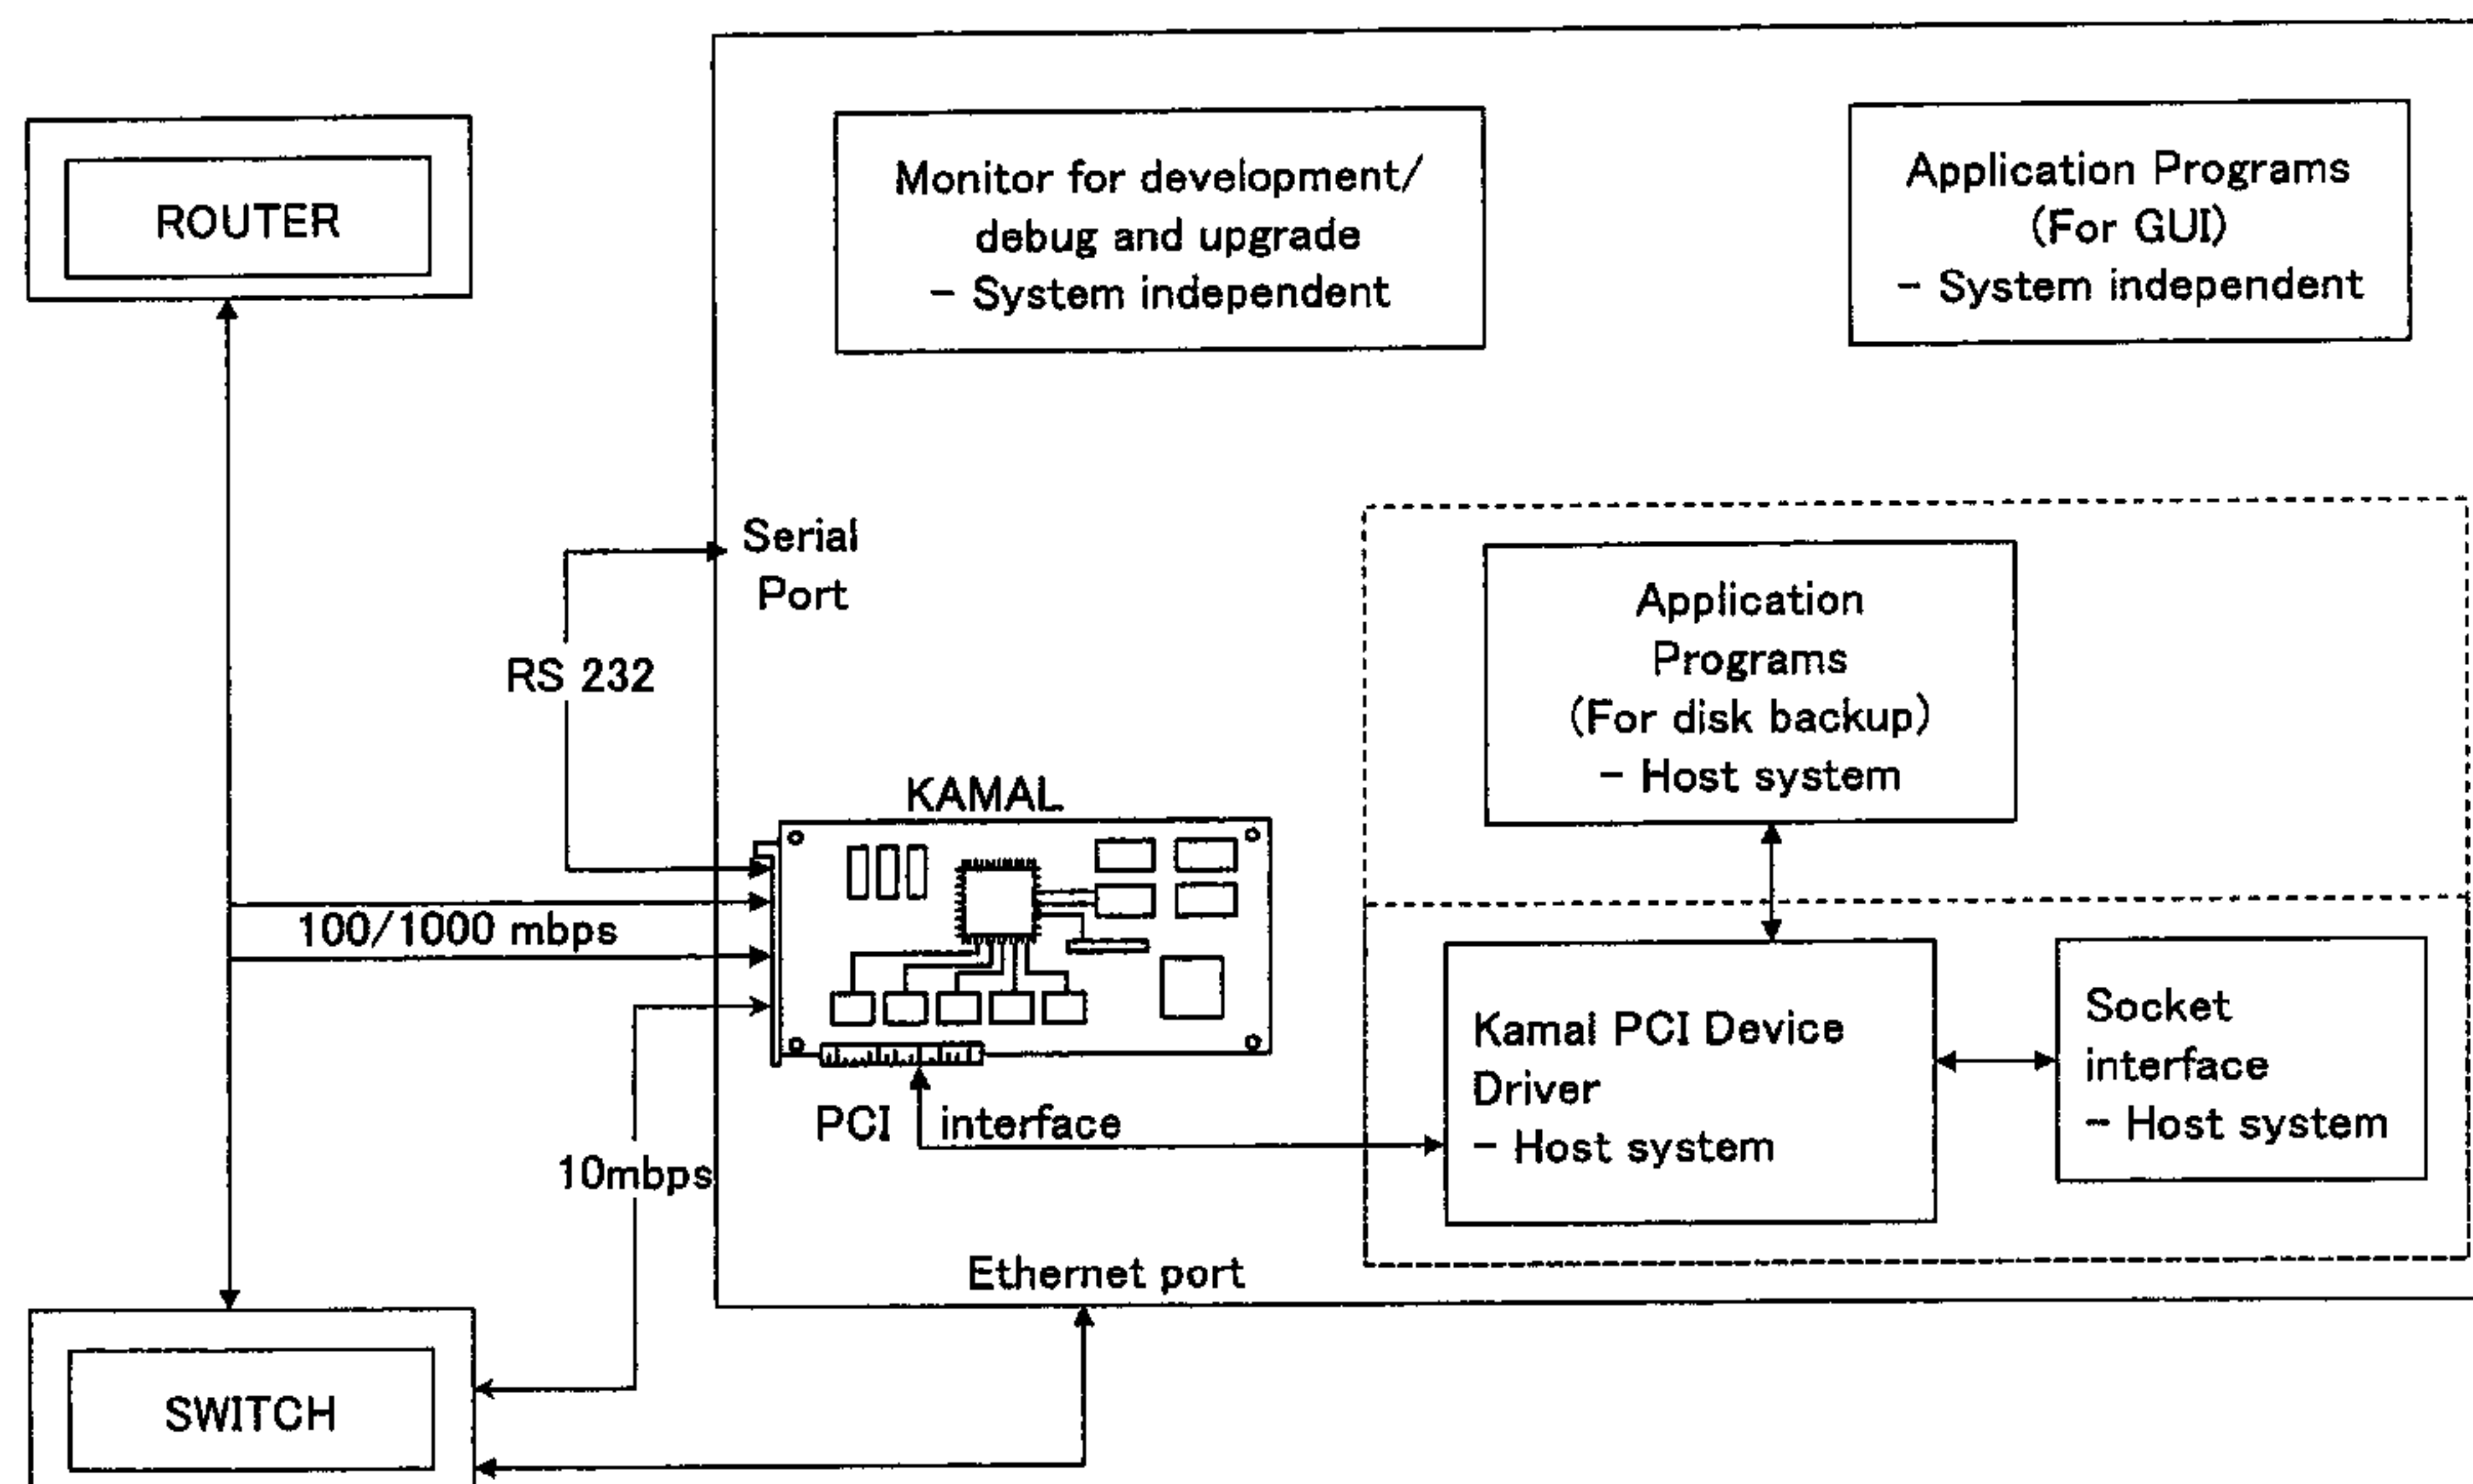 ROUTER
Monitor for development/
debug and upgrade
- System independent
Application Programs
(For GUI)
- System independent
Serial
Port
RS 232
Application
Programs
(For disk backup)
- Host system
KAMAL
100/1000 mbps
PCI interface
10mbps
Kamal PCI Device
Driver
- Host system
Socket
interface
- Host system
Ethernet port
SWITCH